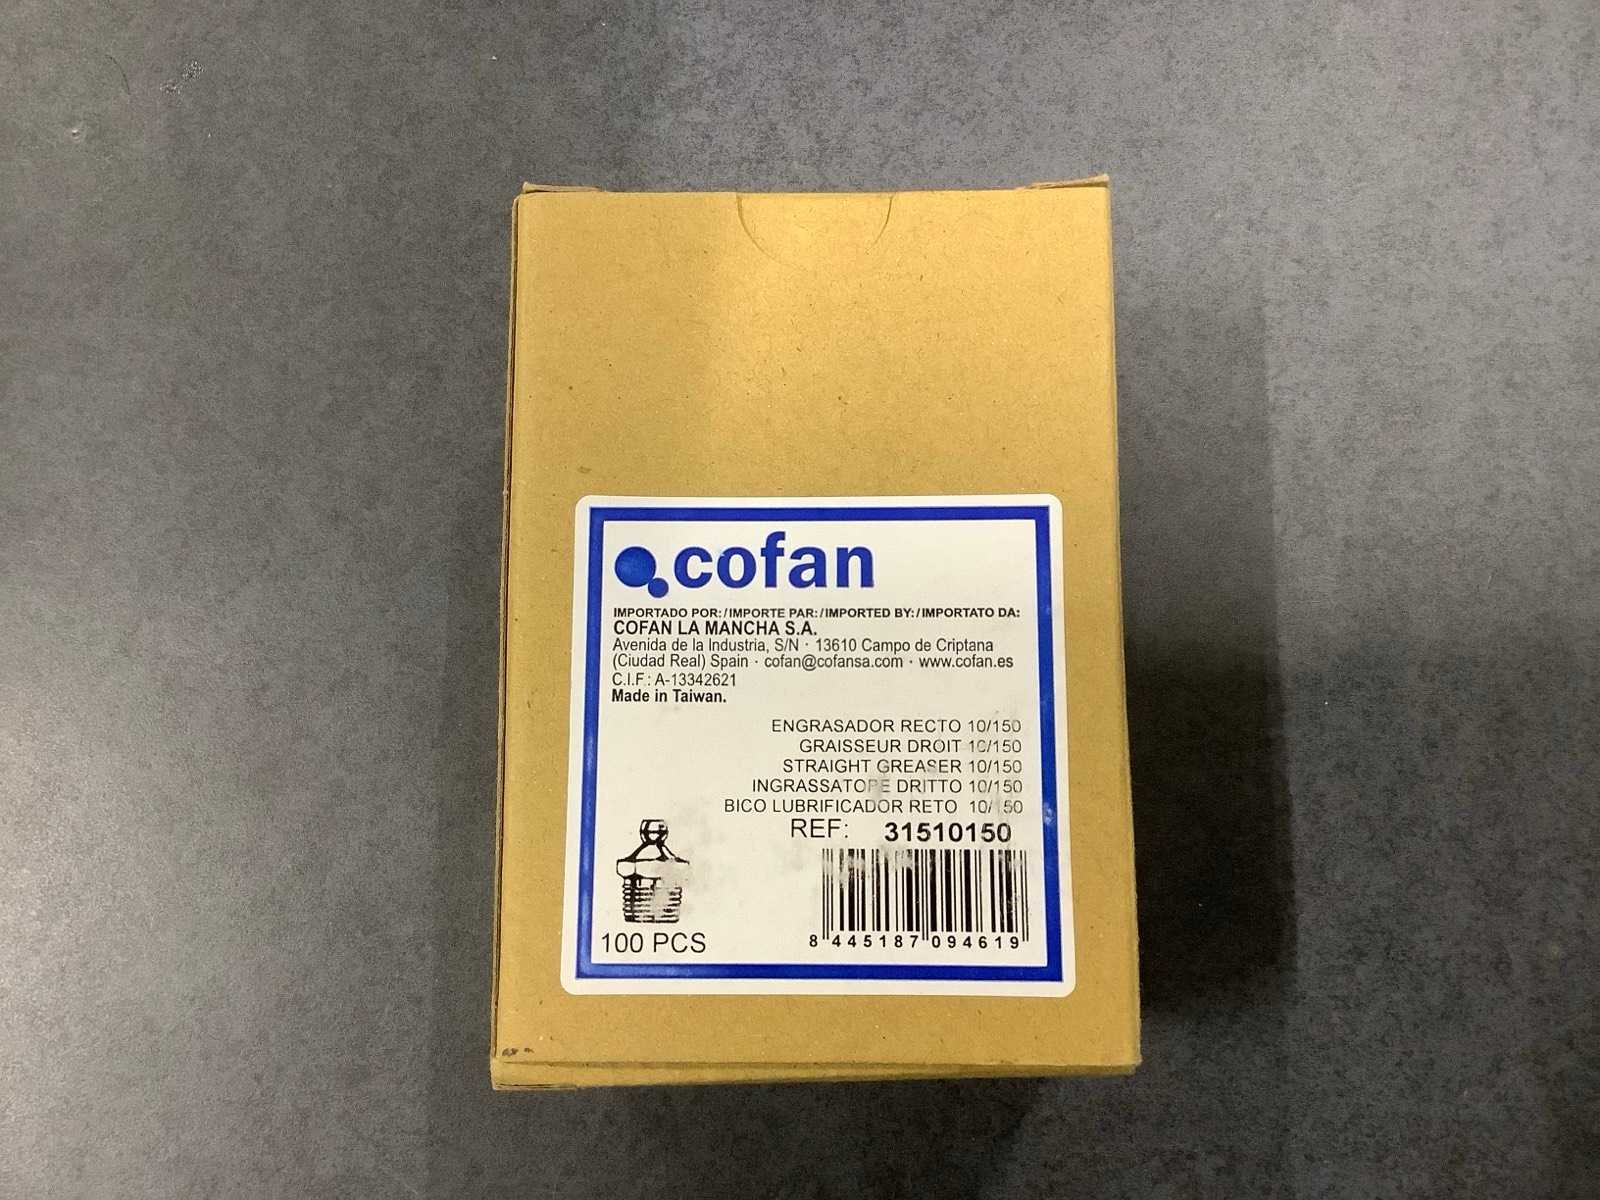 cofan
IMPORTADO POR:/IMPORTE PAR:/IMPORTED BY:/IMPORTATO DA:
COFAN LA MANCHA S.A.
Avenida de la Industria, S/N · 13610 Campo de Criptana
(Ciudad Real) Spain · cofan@cofansa.com · www.cofan.es
C.I.F.: A-13342621
Made in Taiwan.
ENGRASADOR RECTO 10/150
GRAISSEUR DROIT 10/150
STRAIGHT GREASER 10/150
INGRASSATOPE DRITTO 10/150
BICO LUBRIFICADOR RETO 10/150
REF: 31510150
100 PCS
8 445187 094619